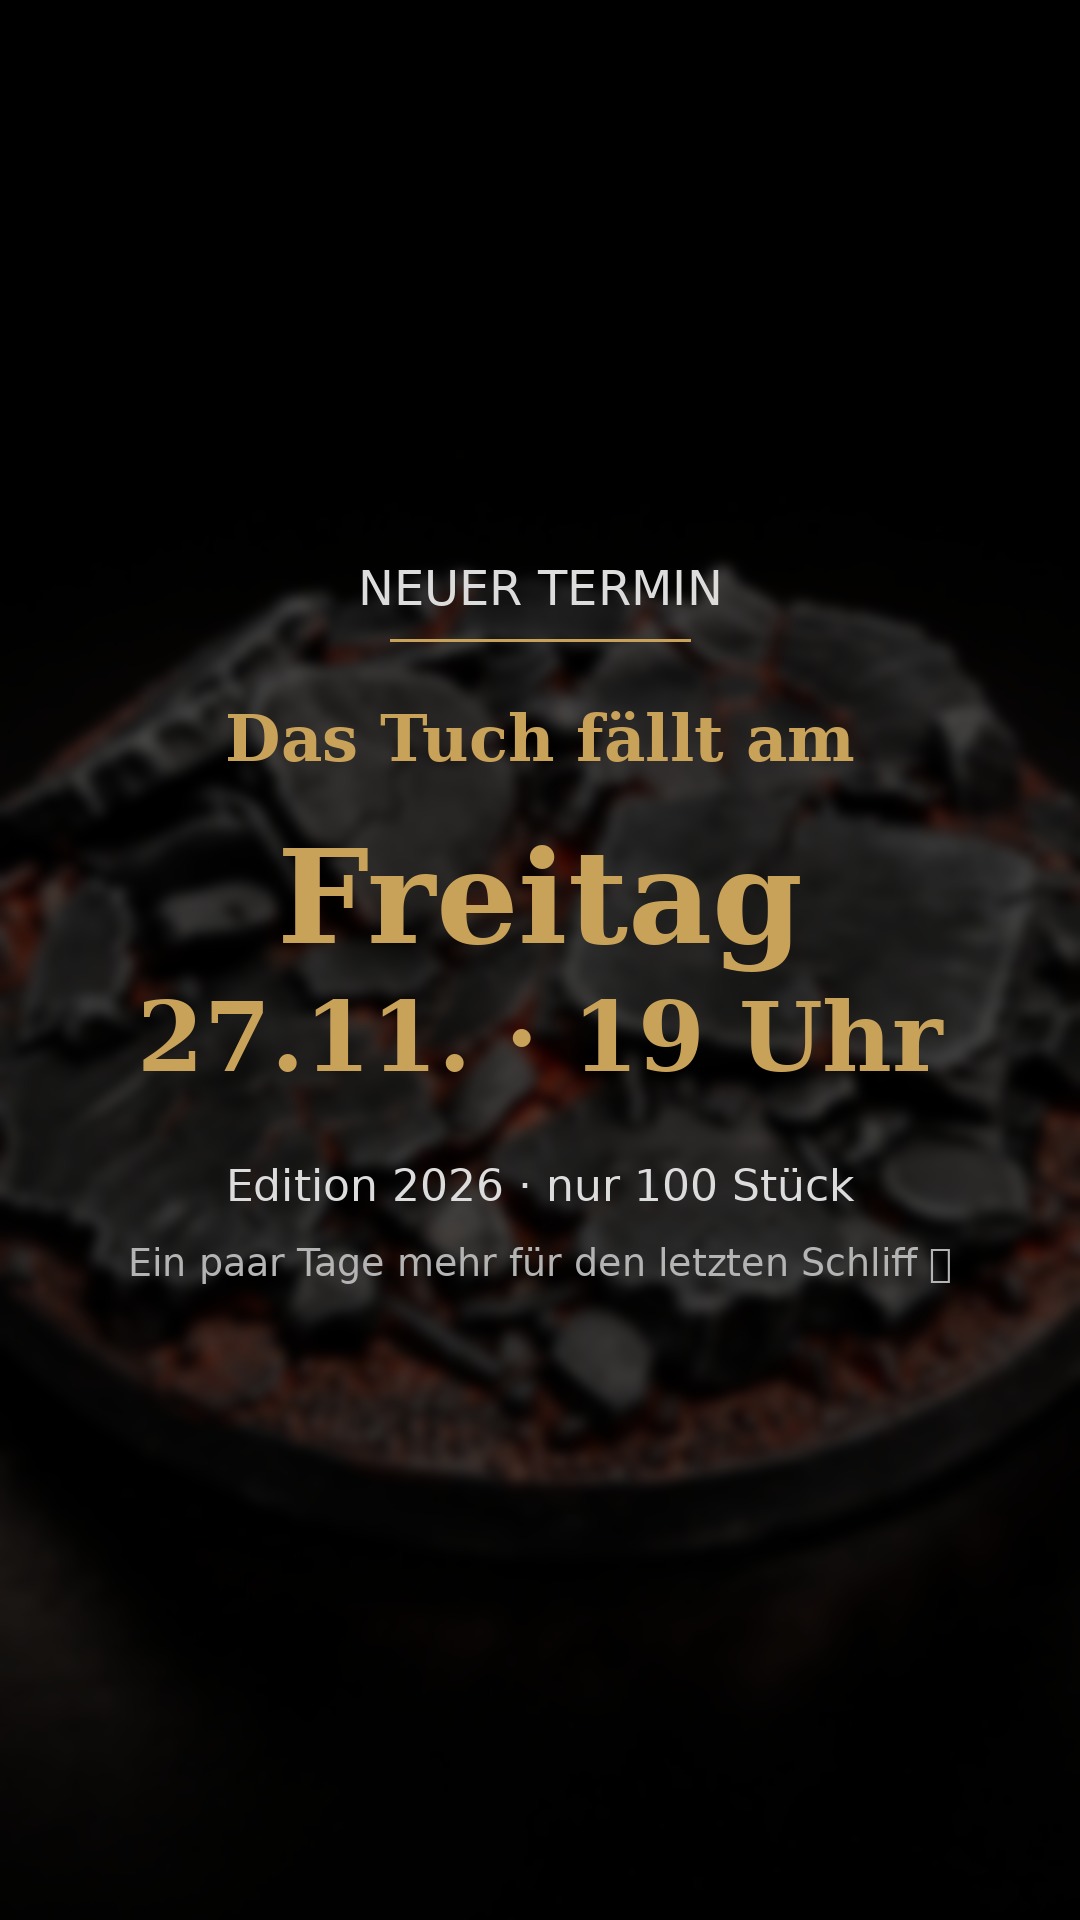 NEUER TERMIN
Das Tuch fällt am
Freitag
27.11. · 19 Uhr
Edition 2026 · nur 100 Stück
Ein paar Tage mehr für den letzten Schliff